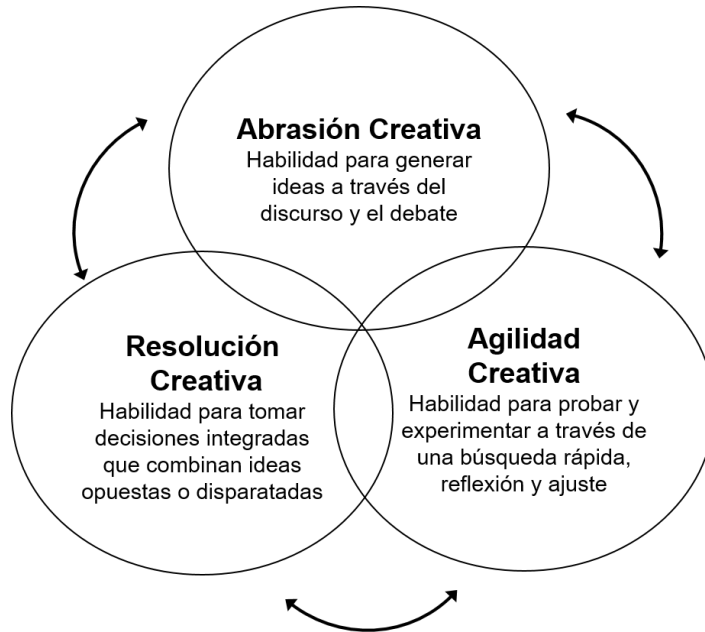 Abrasión Creativa
Habilidad para generar
ideas a través del
discurso y el debate
Resolución
Creativa
Habilidad para tomar
decisiones integradas
que combinan ideas
opuestas o disparatadas
Agilidad
Creativa
Habilidad para probar y
experimentar a través de
una búsqueda rápida,
reflexión y ajuste